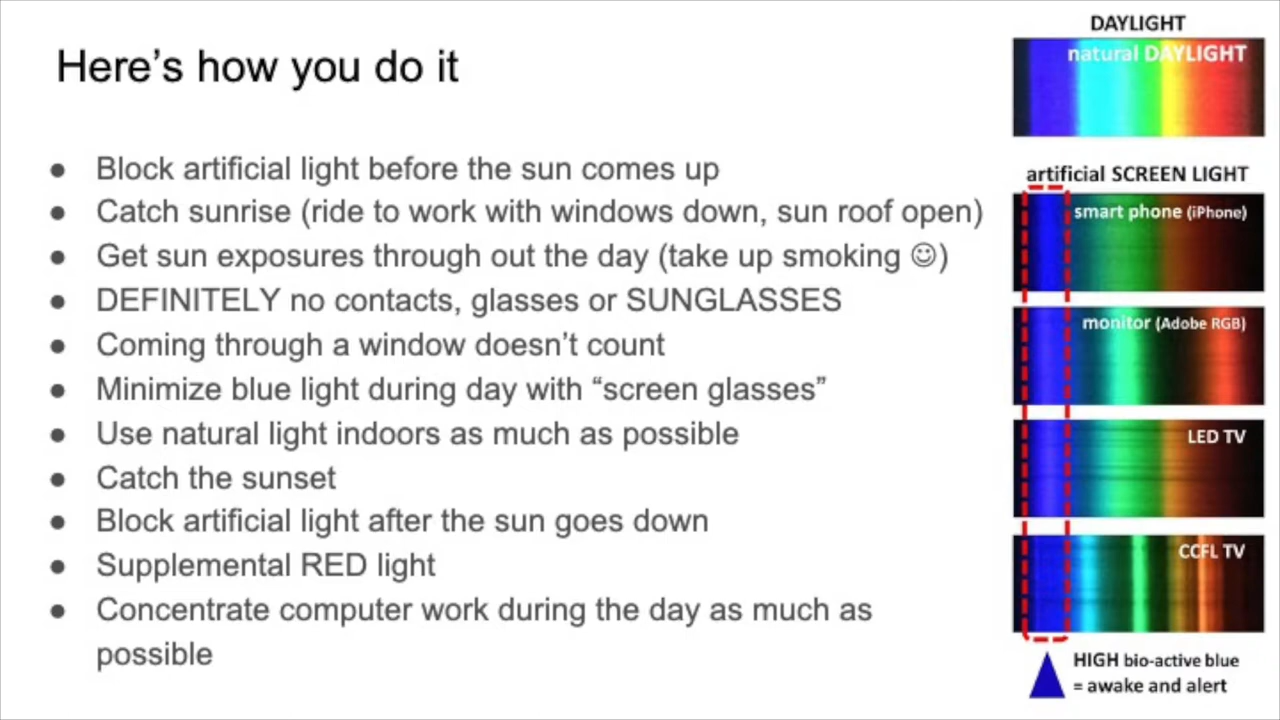 Here's how you do it
● Block artificial light before the sun comes up
● Catch sunrise (ride to work with windows down, sun roof open)
● Get sun exposures through out the day (take up smoking ☺)
● DEFINITELY no contacts, glasses or SUNGLASSES
● Coming through a window doesn't count
● Minimize blue light during day with “screen glasses”
● Use natural light indoors as much as possible
● Catch the sunset
● Block artificial light after the sun goes down
● Supplemental RED light
● Concentrate computer work during the day as much as
possible
DAYLIGHT
natural DAYLIGHT
artificial SCREEN LIGHT
smart phone (iPhone)
monitor (Adobe RGB)
LED TV
CCFL TV
HIGH bio-active blue
= awake and alert